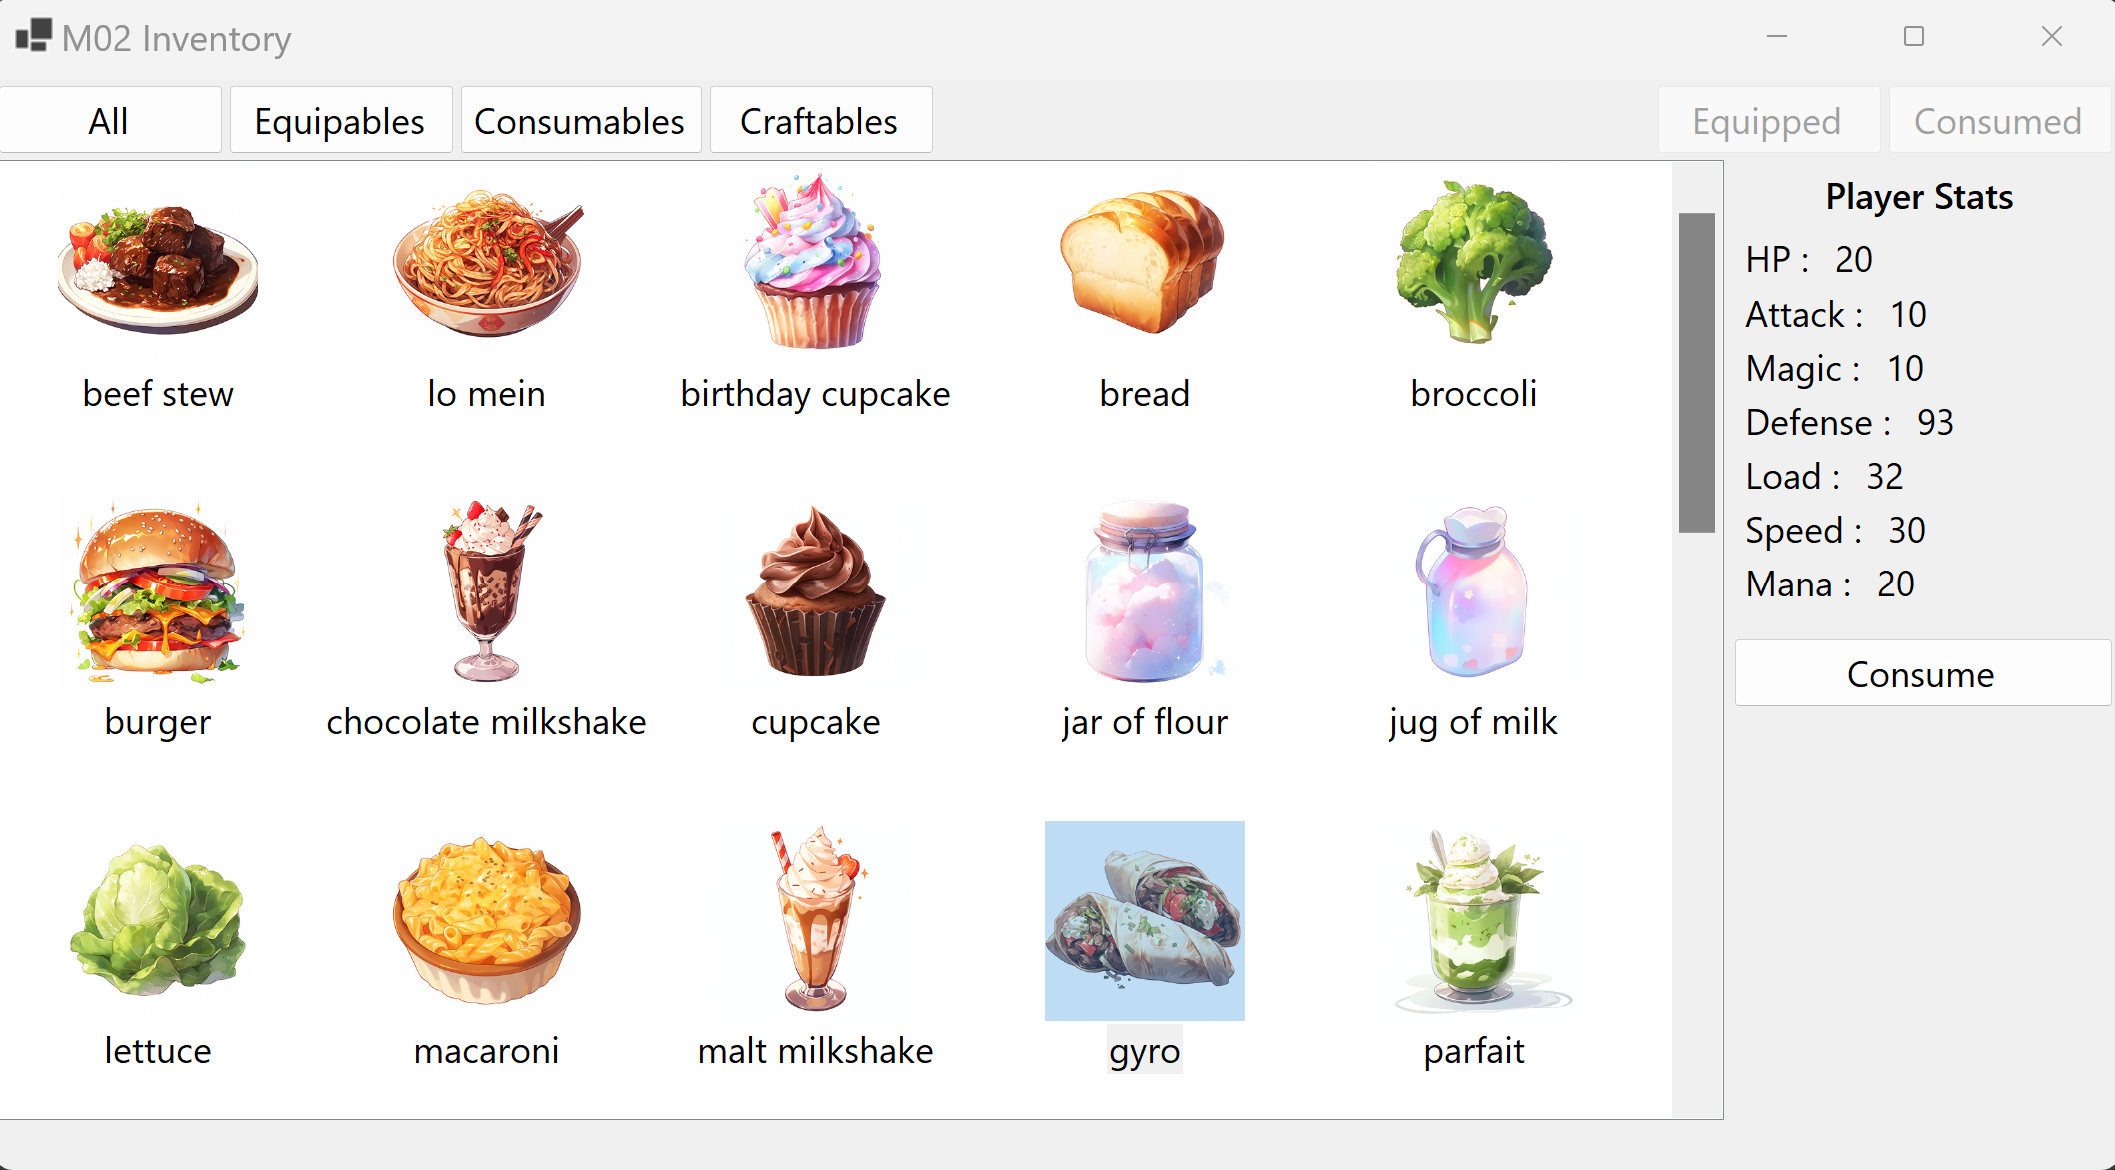 M02 Inventory
All Equipables Consumables Craftables Equipped Consumed
beef stew lo mein birthday cupcake bread broccoli
burger chocolate milkshake cupcake jar of flour jug of milk
lettuce macaroni malt milkshake gyro parfait
Player Stats
HP : 20
Attack : 10
Magic : 10
Defense : 93
Load : 32
Speed : 30
Mana : 20
Consume